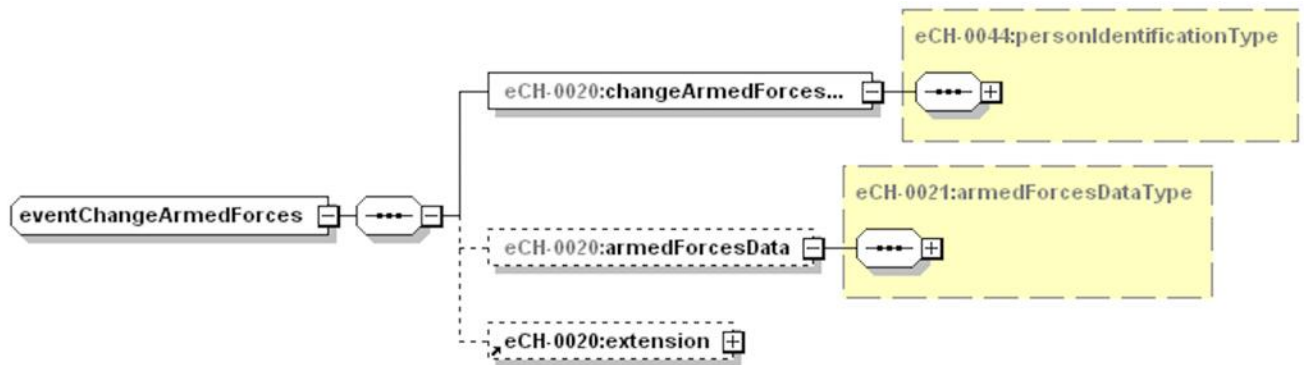 eCH-0044:personIdentificationType
eCH-0020:changeArmedForces...
eCH-0021:armedForcesDataType
eventChangeArmedForces
eCH-0020:armedForcesData
eCH-0020:extension